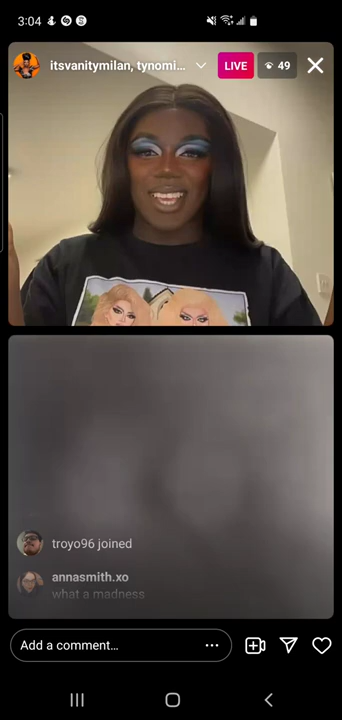 3:04
itsvanitymilan, tynomi...
LIVE
49
troyo96 joined
annasmith.xo
what a madness
Add a comment...